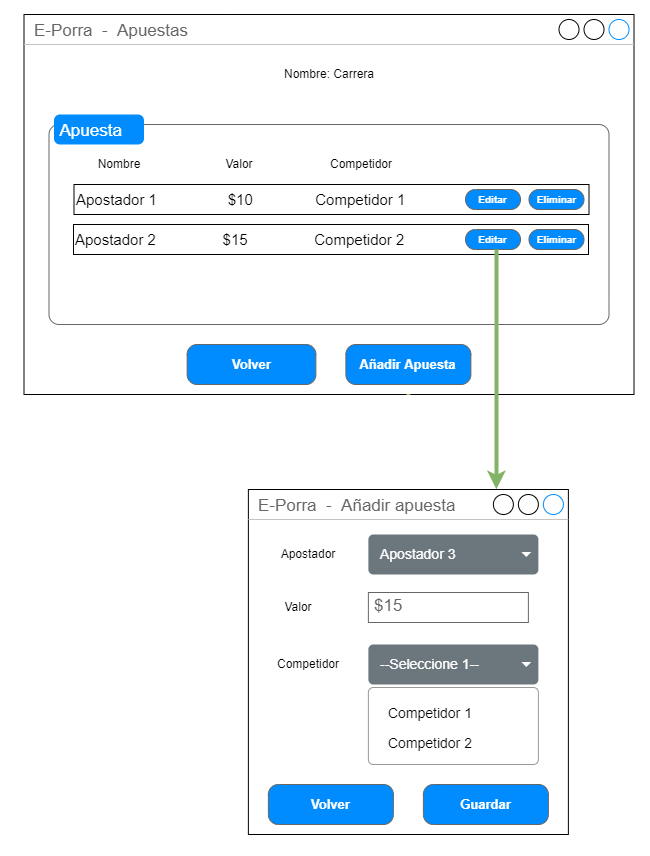 E-Porra - Apuestas
Nombre: Carrera
Apuesta
Nombre Valor Competidor
Apostador 1 $10 Competidor 1 Editar Eliminar
Apostador 2 $15 Competidor 2 Editar Eliminar
Volver Añadir Apuesta
E-Porra - Añadir apuesta
Apostador Apostador 3
Valor $15
Competidor --Seleccione 1--
Competidor 1
Competidor 2
Volver Guardar